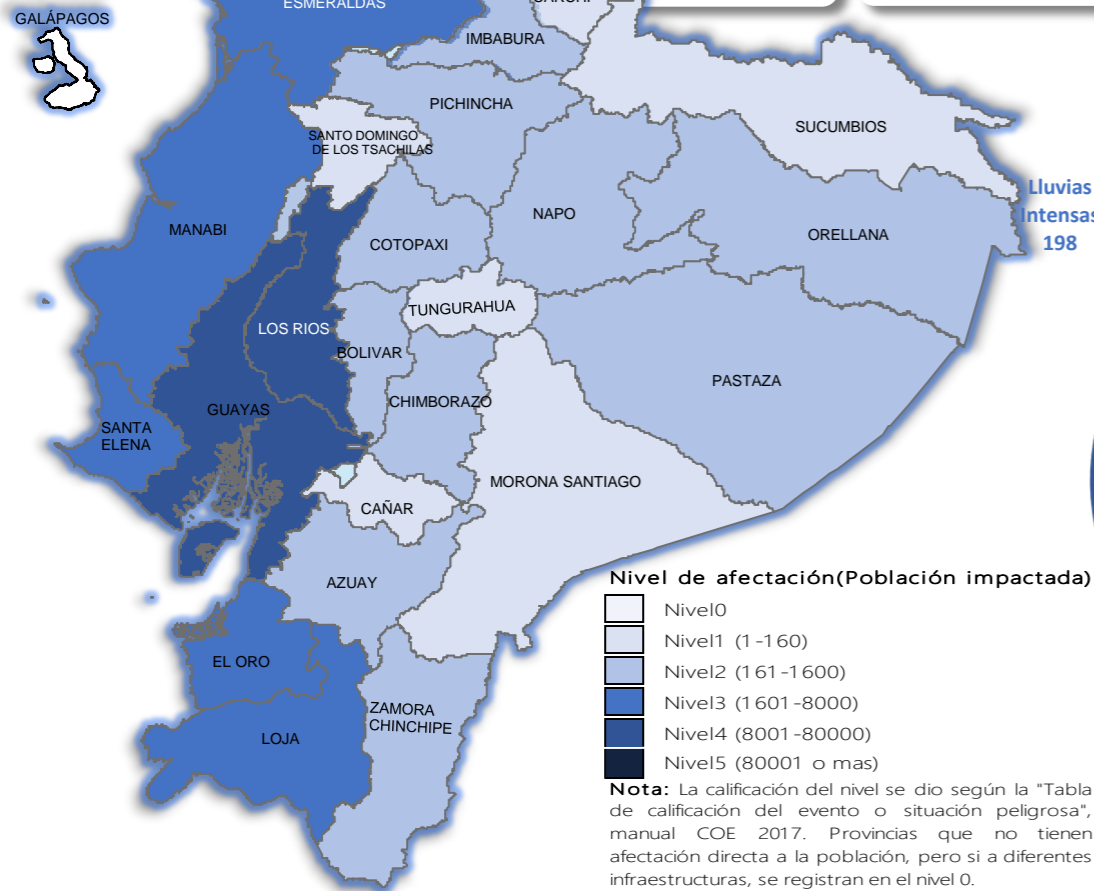 ESMERALDAS
GALÁPAGOS
IMBABURA
PICHINCHA
SUCUMBIOS
SANTO DOMINGO
DE LOS TSACHILAS
Lluvias
Intensas
198
MANABI
COTOPAXI
NAPO
ORELLANA
TUNGURAHUA
LOS RIOS
BOLIVAR
PASTAZA
CHIMBORAZO
GUAYAS
SANTA
ELENA
MORONA SANTIAGO
CAÑAR
AZUAY
EL ORO
ZAMORA
CHINCHIPE
LOJA
Nivel de afectación(Población impactada)
Nivel0
Nivel1 (1-160)
Nivel2 (161-1600)
Nivel3 (1601-8000)
Nivel4 (8001-80000)
Nivel5 (80001 o mas)
Nota: La calificación del nivel se dio según la "Tabla
de calificación del evento o situación peligrosa",
manual COE 2017. Provincias que no tienen
afectación directa a la población, pero si a diferentes
infraestructuras, se registran en el nivel 0.